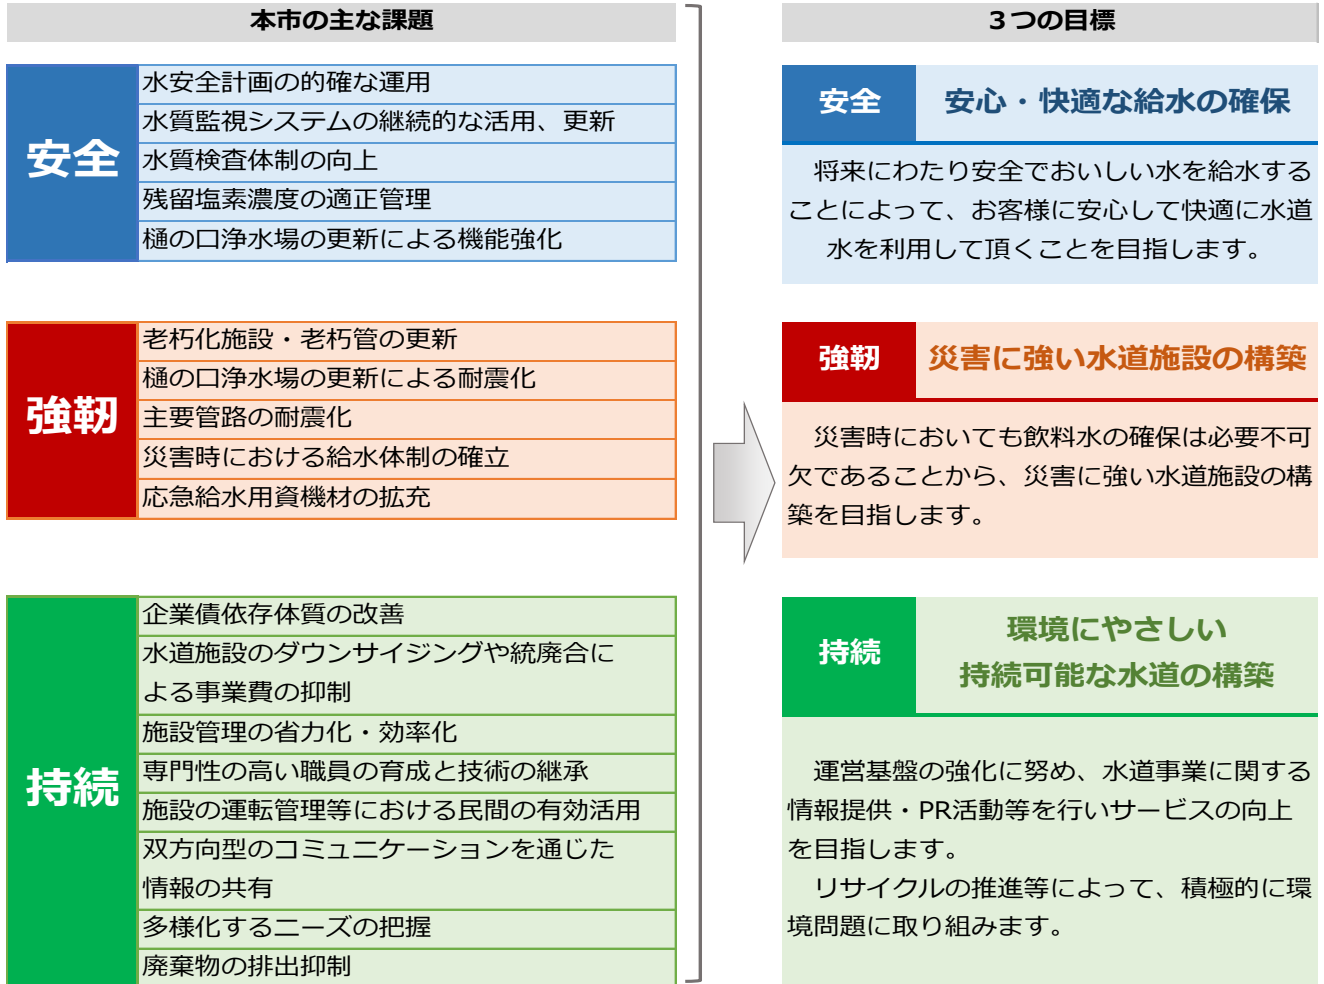 本市の主な課題
安全
水安全計画の的確な運用
水質監視システムの継続的な活用、更新
水質検査体制の向上
残留塩素濃度の適正管理
樋の口浄水場の更新による機能強化
強靭
老朽化施設・老朽管の更新
樋の口浄水場の更新による耐震化
主要管路の耐震化
災害時における給水体制の確立
応急給水用資機材の拡充
持続
企業債依存体質の改善
水道施設のダウンサイジングや統廃合に
よる事業費の抑制
施設管理の省力化・効率化
専門性の高い職員の育成と技術の継承
施設の運転管理等における民間の有効活用
双方向型のコミュニケーションを通じた
情報の共有
多様化するニーズの把握
廃棄物の排出抑制
３つの目標
安全
安心・快適な給水の確保
将来にわたり安全でおいしい水を給水する
ことによって、お客様に安心して快適に水道
水を利用して頂くことを目指します。
強靭
災害に強い水道施設の構築
災害時においても飲料水の確保は必要不可
欠であることから、災害に強い水道施設の構
築を目指します。
持続
環境にやさしい
持続可能な水道の構築
運営基盤の強化に努め、水道事業に関する
情報提供・PR活動等を行いサービスの向上
を目指します。
リサイクルの推進等によって、積極的に環
境問題に取り組みます。